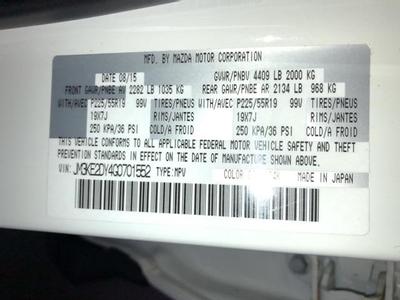 MFD. BY MAZDA MOTOR CORPORATION
DATE 08/15 GVWR/PNBV 4409 LB 2000 KG
FRONT GAWR/PNBE AV 2282 LB 1035 KG REAR GAWR/PNBE AR 2134 LB 968 KG
WITH/AVEC P225/55R19 99V TIRES/PNEUS WITH/AVEC P225/55R19 99V TIRES/PNEUS
19X7J RIMS/JANTES 19X7J RIMS/JANTES
250 KPA/36 PSI COLD/À FROID 250 KPA/36 PSI COLD/À FROID
THIS VEHICLE CONFORMS TO ALL APPLICABLE FEDERAL MOTOR VEHICLE SAFETY AND THEFT
PREVENTION STANDARDS IN EFFECT ON THE DATE OF MANUFACTURE SHOWN ABOVE.
VIN: JM3KE2DY4G0701552 TYPE: MPV COLOR MADE IN JAPAN